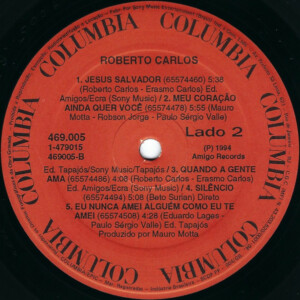 COLUMBIA COLUMBIA COLUMBIA COLUMBIA COLUMBIA COLUMBIA
ROBERTO CARLOS
1. JESUS SALVADOR (65574460) 5:38
(Roberto Carlos - Erasmo Carlos) Ed.
Amigos/Ecra (Sony Music) / 2. MEU CORAÇÃO
AINDA QUER VOCÊ (65574478) 5:55 (Mauro
Motta - Robson Jorge - Paulo Sérgio Valle)
469.005
1-479015
469005-B
Lado 2
(P) 1994
Amigo Records
Ed. Tapajós/Sony Music/Tapajós / 3. QUANDO A GENTE
AMA (65574486) 4:08 (Roberto Carlos - Erasmo Carlos)
Ed. Amigos/Ecra (Sony Music) / 4. SILÊNCIO
(65574494) 5:16 (Beto Surian) Direto
5. EU NUNCA AMEI ALGUÉM COMO EU TE
AMEI (65574508) 4:28 (Eduardo Lages -
Paulo Sérgio Valle) Ed. Tapajós
Produzido por Mauro Motta